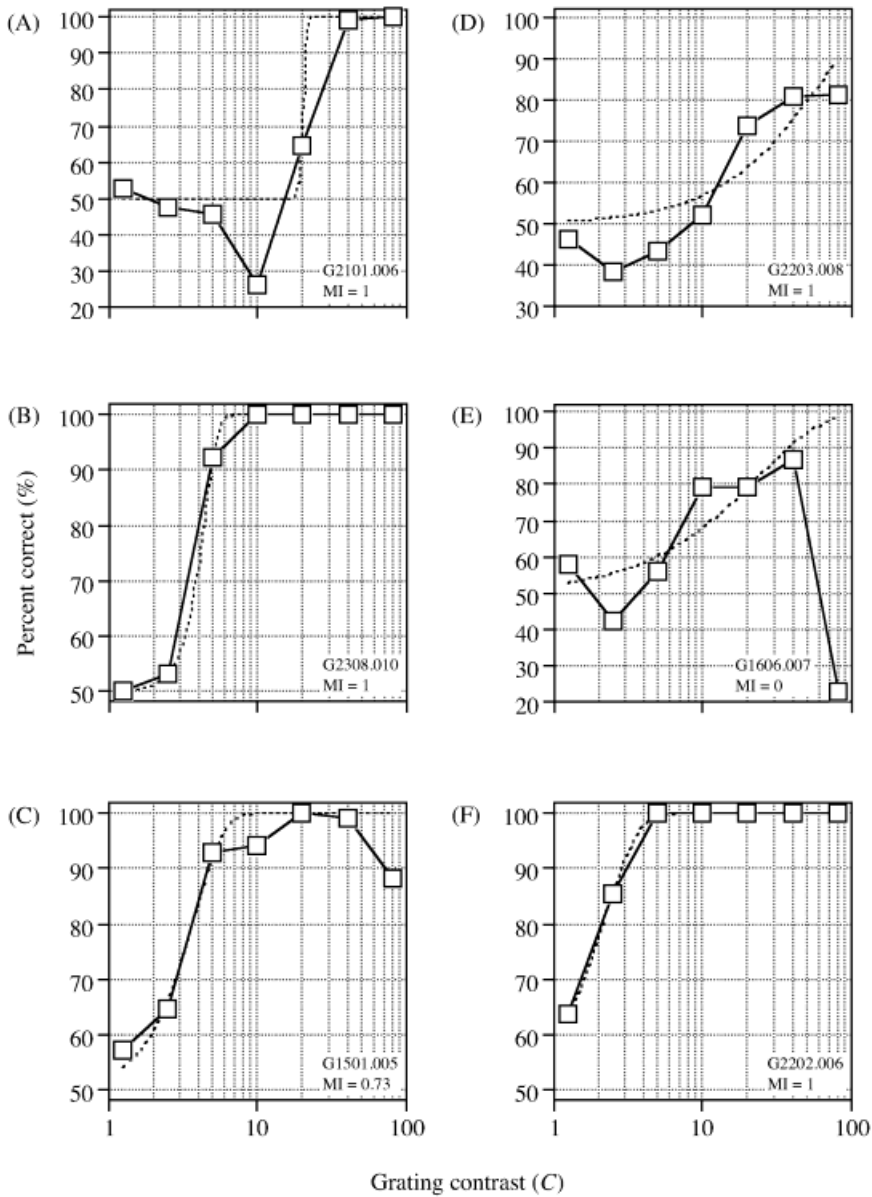 (A)
100
90
80
70
60
50
40
30
20
G2101.006
MI = 1
(D)
100
90
80
70
60
50
40
30
G2203.008
MI = 1
(B)
100
90
80
70
60
50
G2308.010
MI = 1
(E)
100
90
80
70
60
50
40
30
20
G1606.007
MI = 0
Percent correct (%)
(C)
100
90
80
70
60
50
G1501.005
MI = 0.73
1 10 100
(F)
100
90
80
70
60
50
G2202.006
MI = 1
1 10 100
Grating contrast (C)